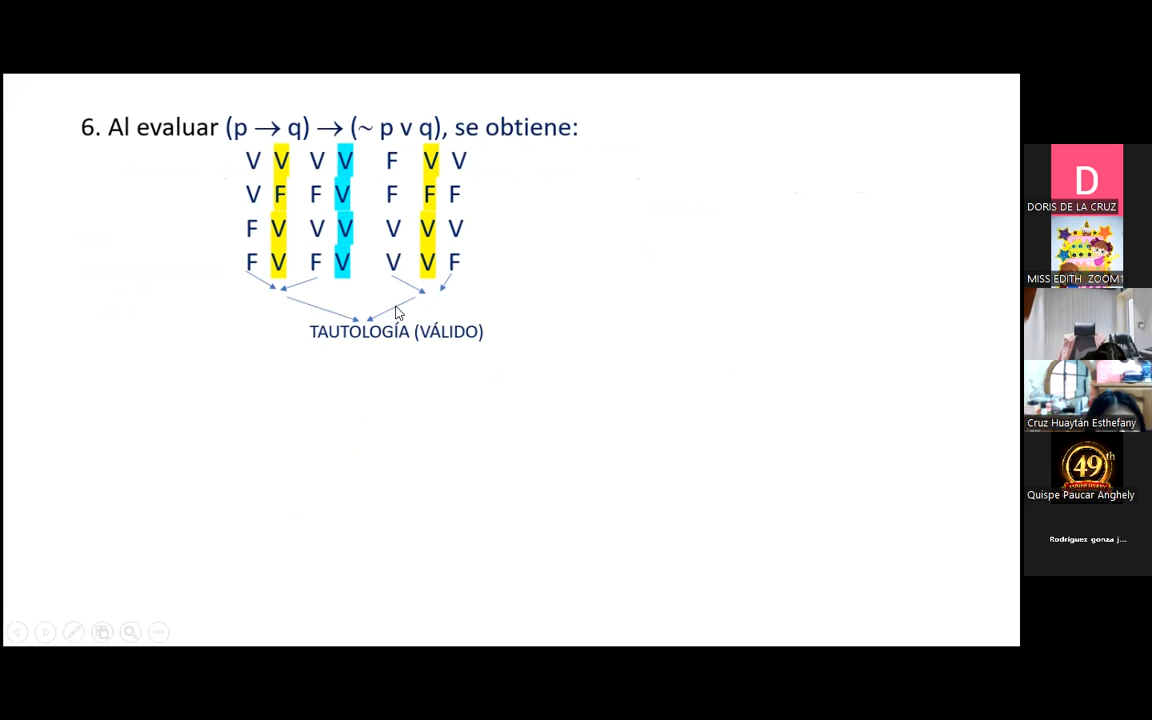 6. Al evaluar (p → q) → (~ p v q), se obtiene:
V V V V F V V
V F F V F F F
F V V V V V V
F V F V V V F
TAUTOLOGÍA (VÁLIDO)
D
DORIS DE LA CRUZ
MISS EDITH ZOOM1
Cruz Huaytán Esthefany
49th
ANNIVERSARY
Quispe Paucar Anghely
Rodriguez gonza j...